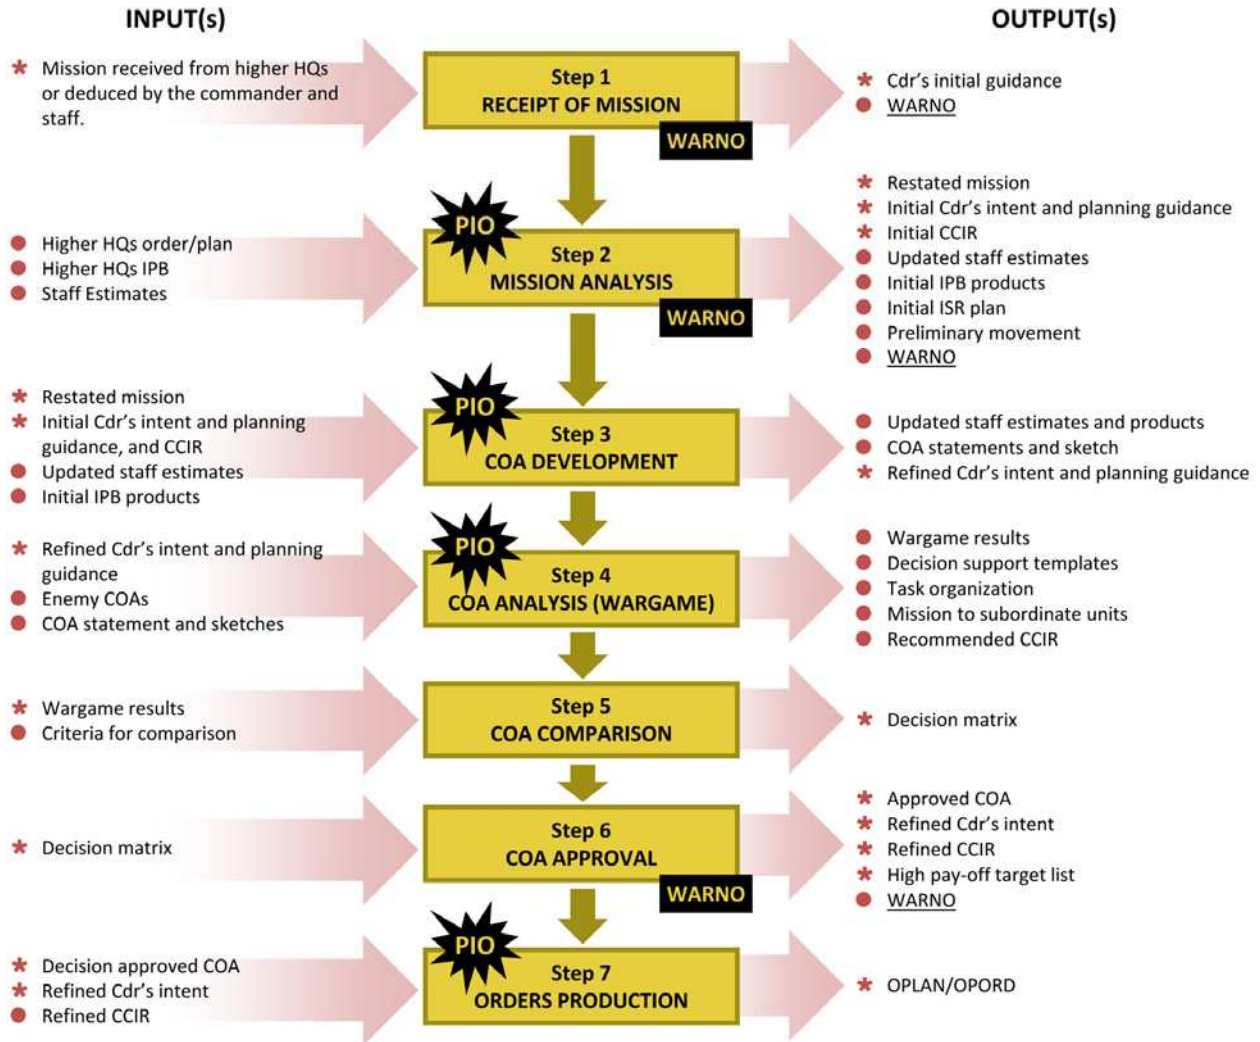 INPUT(s)
OUTPUT(s)
* Mission received from higher HQs
or deduced by the commander and
staff.
Step 1
RECEIPT OF MISSION
WARNO
* Cdr's initial guidance
● WARNO
● Higher HQs order/plan
● Higher HQs IPB
● Staff Estimates
PIO
Step 2
MISSION ANALYSIS
WARNO
* Restated mission
* Initial Cdr's intent and planning guidance
* Initial CCIR
● Updated staff estimates
● Initial IPB products
● Initial ISR plan
● Preliminary movement
● WARNO
* Restated mission
* Initial Cdr's intent and planning
guidance, and CCIR
● Updated staff estimates
● Initial IPB products
PIO
Step 3
COA DEVELOPMENT
● Updated staff estimates and products
● COA statements and sketch
* Refined Cdr's intent and planning guidance
* Refined Cdr's intent and planning
guidance
● Enemy COAs
● COA statement and sketches
PIO
Step 4
COA ANALYSIS (WARGAME)
● Wargame results
● Decision support templates
● Task organization
● Mission to subordinate units
● Recommended CCIR
* Wargame results
● Criteria for comparison
Step 5
COA COMPARISON
* Decision matrix
* Decision matrix
Step 6
COA APPROVAL
WARNO
* Approved COA
* Refined Cdr's intent
* Refined CCIR
* High pay-off target list
● WARNO
* Decision approved COA
* Refined Cdr's intent
● Refined CCIR
PIO
Step 7
ORDERS PRODUCTION
* OPLAN/OPORD